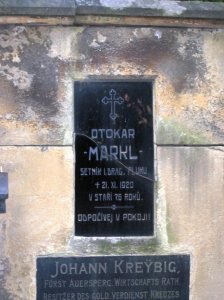 OTOKAR
MARKL
SETNÍK I. DRAG. PLUKU
† 21. XI. 1920
V STÁŘÍ 76 ROKŮ.
ODPOČÍVEJ V POKOJI!
JOHANN KREÝBIG,
FÜRST AUERSPERG. WIRTSCHAFTS RATH,
BESITZER DES GOLD. VERDIENST KREUZES